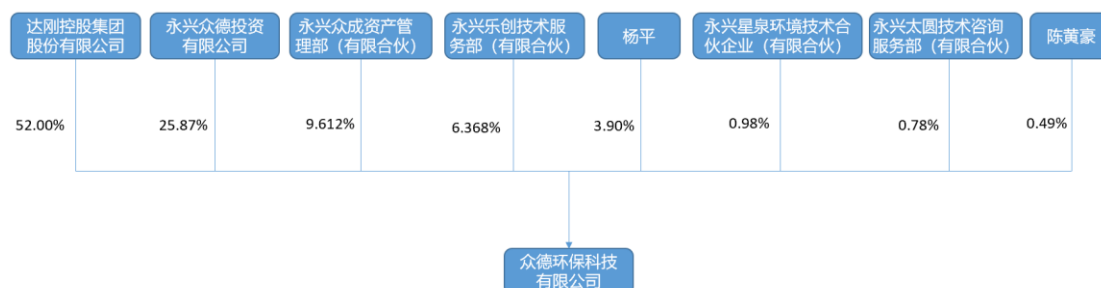 达刚控股集团
股份有限公司
永兴众德投资
有限公司
永兴众成资产管
理部（有限合伙）
永兴乐创技术服
务部（有限合伙）
杨平
永兴星泉环境技术合
伙企业（有限合伙）
永兴太圆技术咨询
服务部（有限合伙）
陈黄豪
52.00%
25.87%
9.612%
6.368%
3.90%
0.98%
0.78%
0.49%
众德环保科技
有限公司